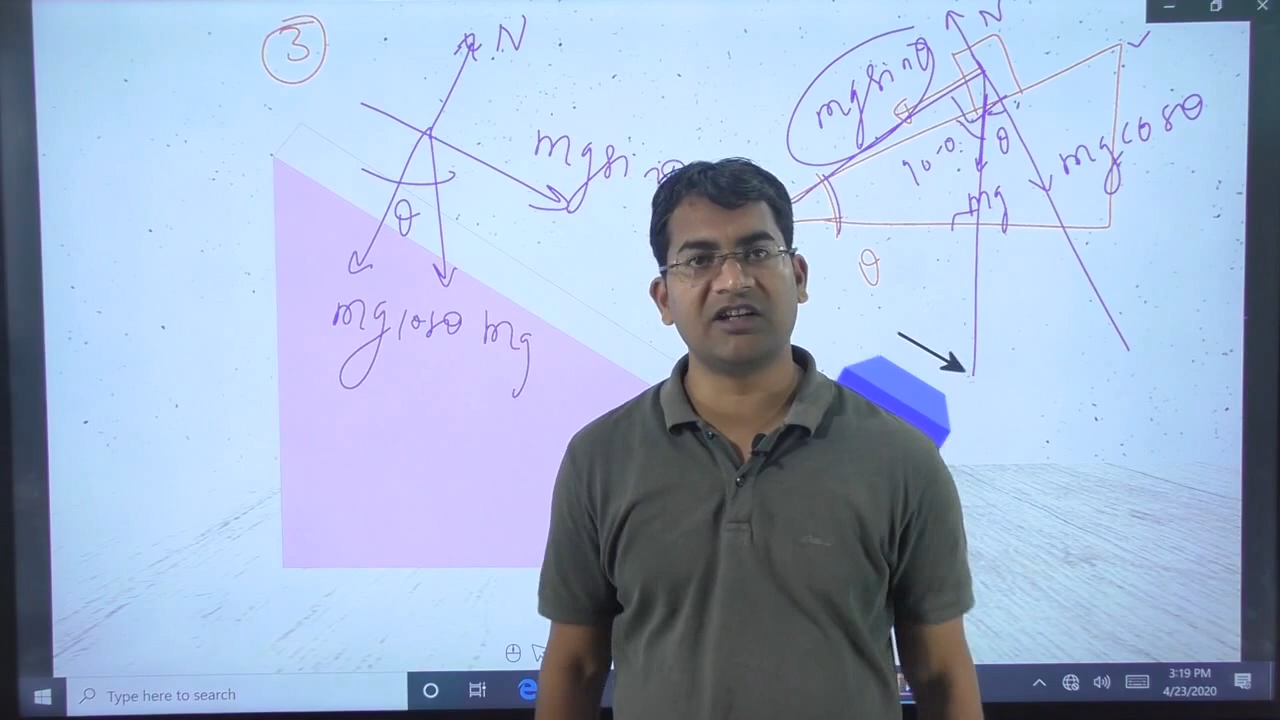 3
N
mg sin θ
θ
mg cos θ
mg
N
mg sin θ
90-θ
θ
mg
mg cos θ
θ
Type here to search
3:19 PM
4/23/2020